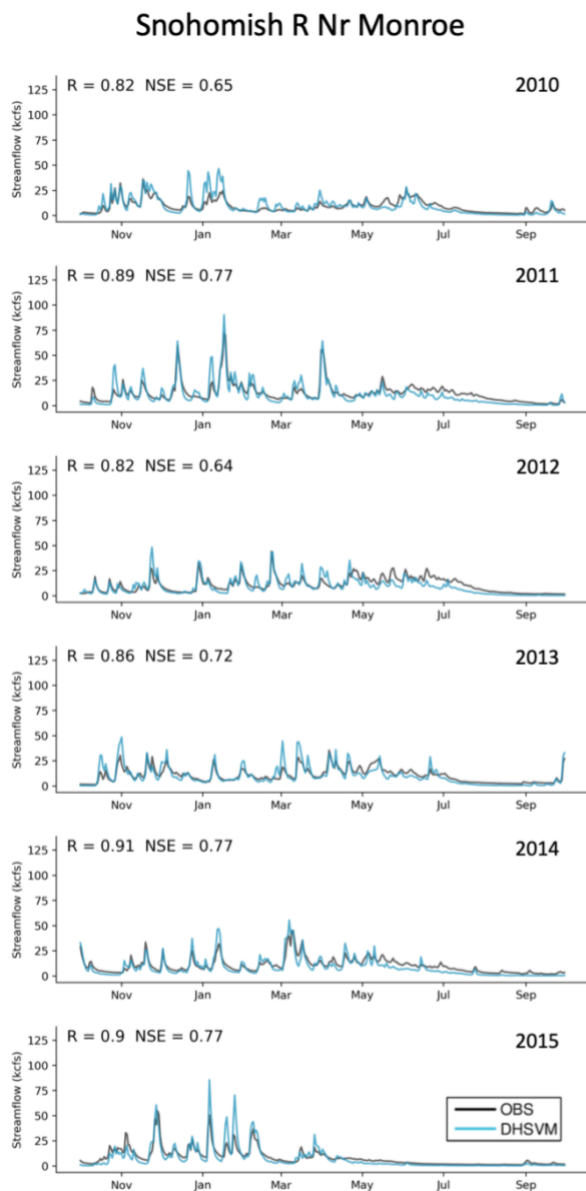 Snohomish R Nr Monroe
R = 0.82 NSE = 0.65 2010
Streamflow (kcfs)
125
100
75
50
25
0
Nov Jan Mar May Jul Sep
R = 0.89 NSE = 0.77 2011
Streamflow (kcfs)
125
100
75
50
25
0
Nov Jan Mar May Jul Sep
R = 0.82 NSE = 0.64 2012
Streamflow (kcfs)
125
100
75
50
25
0
Nov Jan Mar May Jul Sep
R = 0.86 NSE = 0.72 2013
Streamflow (kcfs)
125
100
75
50
25
0
Nov Jan Mar May Jul Sep
R = 0.91 NSE = 0.77 2014
Streamflow (kcfs)
125
100
75
50
25
0
Nov Jan Mar May Jul Sep
R = 0.9 NSE = 0.77 2015
Streamflow (kcfs)
125
100
75
50
25
0
OBS
DHSVM
Nov Jan Mar May Jul Sep